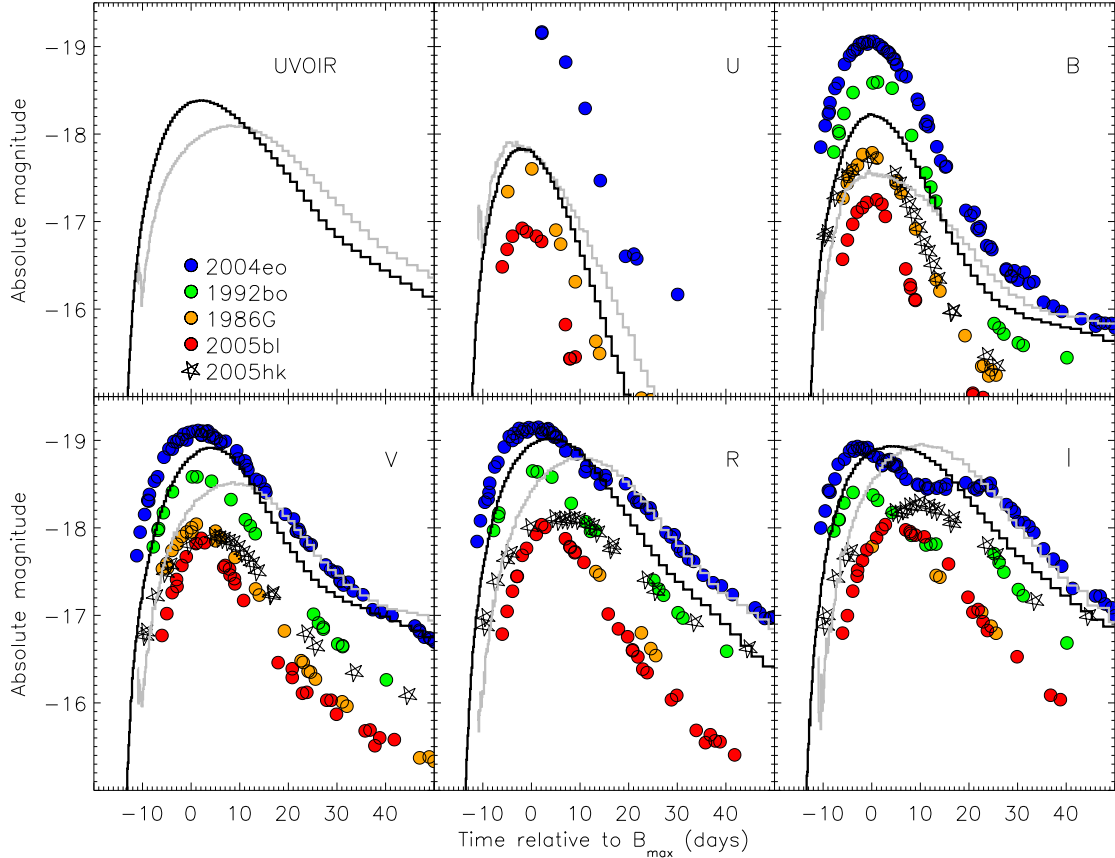 UVOIR
U
B
−19
−18
−17
−16
Absolute magnitude
2004eo
1992bo
1986G
2005bl
2005hk
V
R
I
−19
−18
−17
−16
Absolute magnitude
−10 0 10 20 30 40
−10 0 10 20 30 40
−10 0 10 20 30 40
Time relative to Bmax (days)